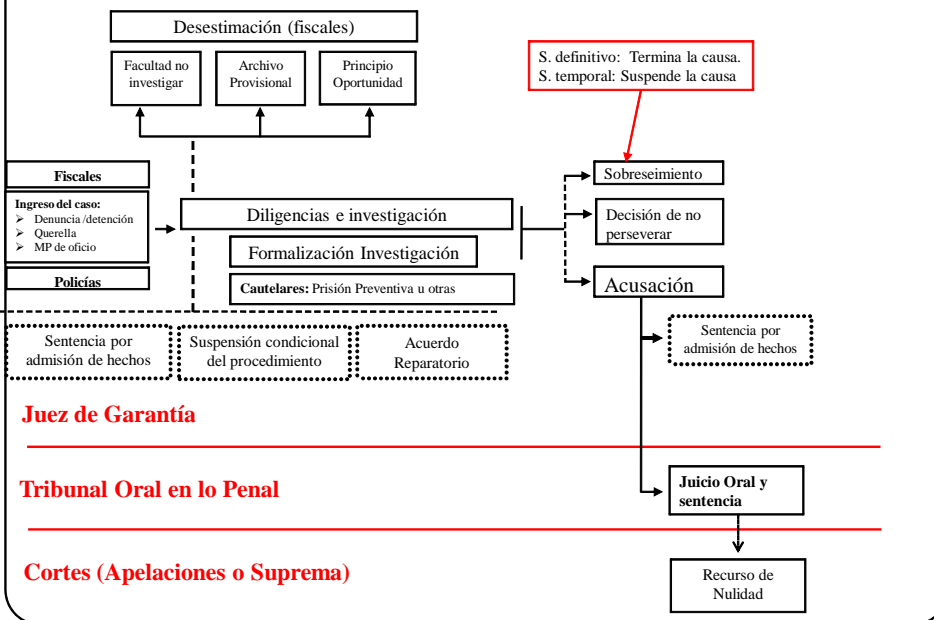 Desestimación (fiscales)
Facultad no
investigar
Archivo
Provisional
Principio
Oportunidad
S. definitivo: Termina la causa.
S. temporal: Suspende la causa
Fiscales
Ingreso del caso:
➢ Denuncia /detención
➢ Querella
➢ MP de oficio
Policías
Diligencias e investigación
Formalización Investigación
Cautelares: Prisión Preventiva u otras
Sobreseimiento
Decisión de no
perseverar
Acusación
Sentencia por
admisión de hechos
Suspensión condicional
del procedimiento
Acuerdo
Reparatorio
Sentencia por
admisión de hechos
Juez de Garantía
Tribunal Oral en lo Penal
Juicio Oral y
sentencia
Cortes (Apelaciones o Suprema)
Recurso de
Nulidad